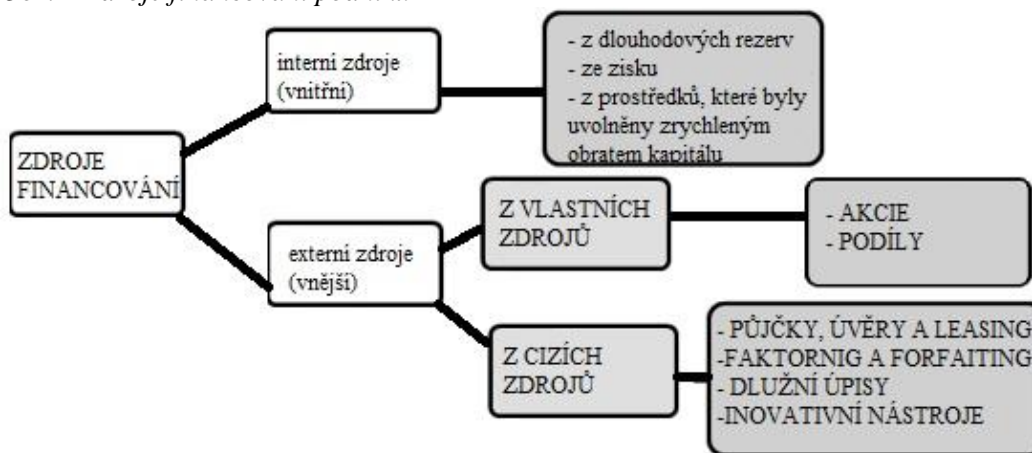 interní zdroje
(vnitřní)
- z dlouhodových rezerv
- ze zisku
- z prostředků, které byly
uvolněny zrychleným
obratem kapitálu
ZDROJE
FINANCOVÁNÍ
externí zdroje
(vnější)
Z VLASTNÍCH
ZDROJŮ
- AKCIE
- PODÍLY
Z CIZÍCH
ZDROJŮ
- PŮJČKY, ÚVĚRY A LEASING
-FAKTORNIG A FORFAITING
- DLUŽNÍ ÚPISY
-INOVATIVNÍ NÁSTROJE